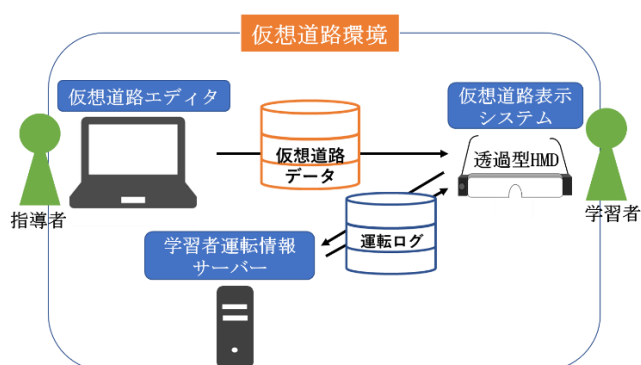 仮想道路環境
仮想道路エディタ
仮想道路表示
システム
仮想道路
データ
透過型HMD
指導者
学習者
運転ログ
学習者運転情報
サーバー